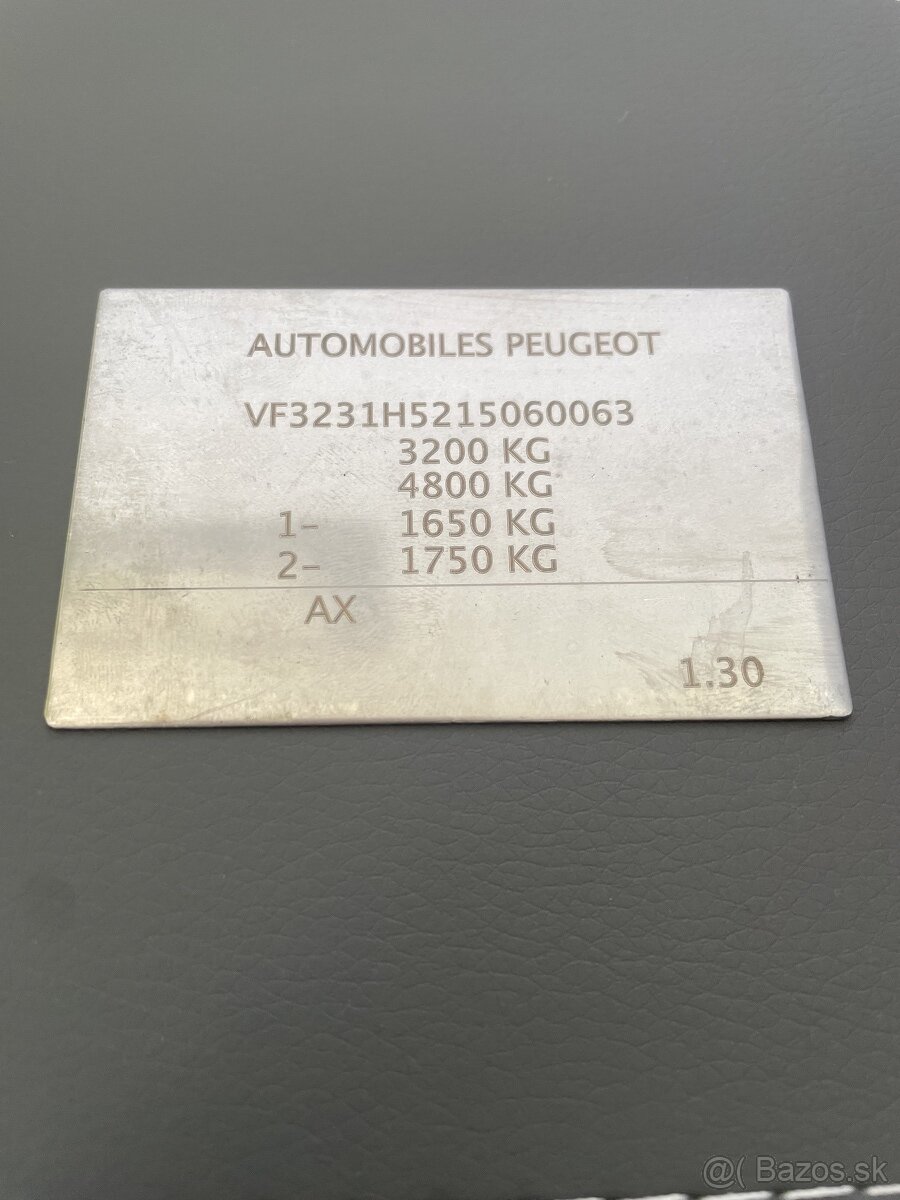 AUTOMOBILES PEUGEOT
VF3231H5215060063
3200 KG
4800 KG
1- 1650 KG
2- 1750 KG
AX
1.30
@( Bazos.sk